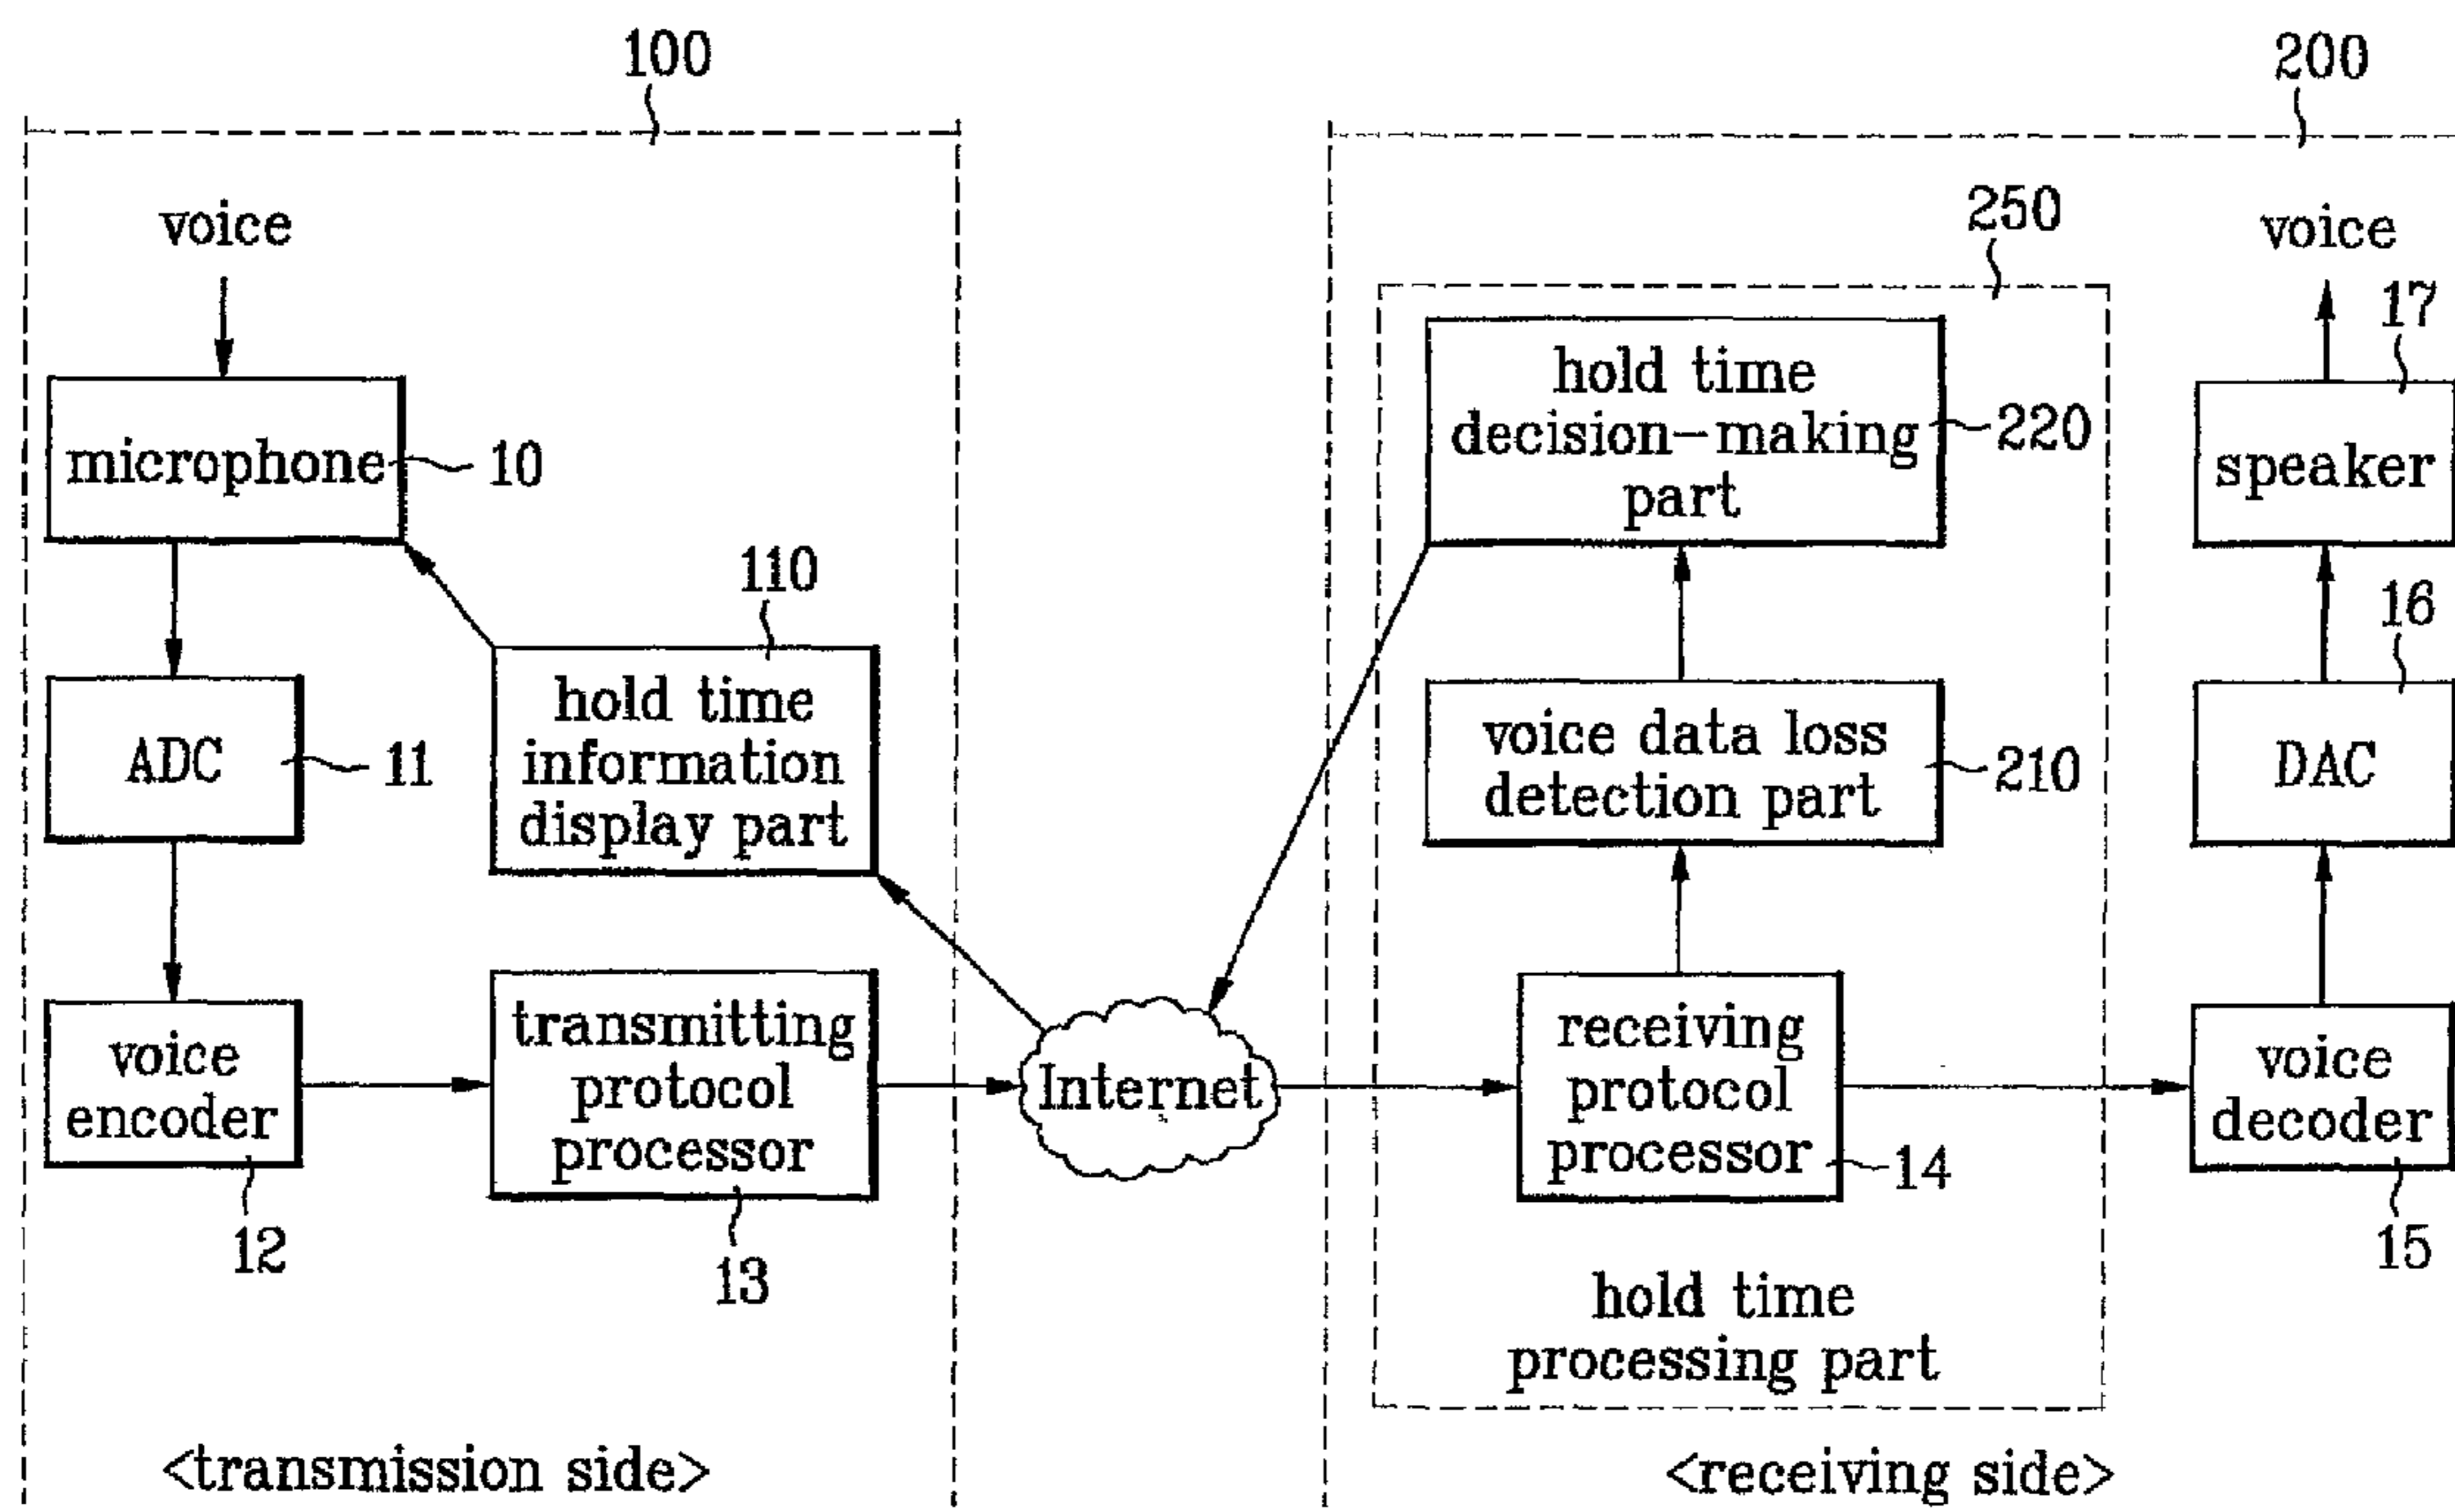 100
200
voice
250
voice
17
microphone
10
hold time
decision-making
part
220
speaker
110
16
ADC
11
hold time
information
display part
voice data loss
detection part
210
DAC
voice
encoder
12
transmitting
protocol
processor
13
Internet
receiving
protocol
processor
14
voice
decoder
15
hold time
processing part
<transmission side>
<receiving side>